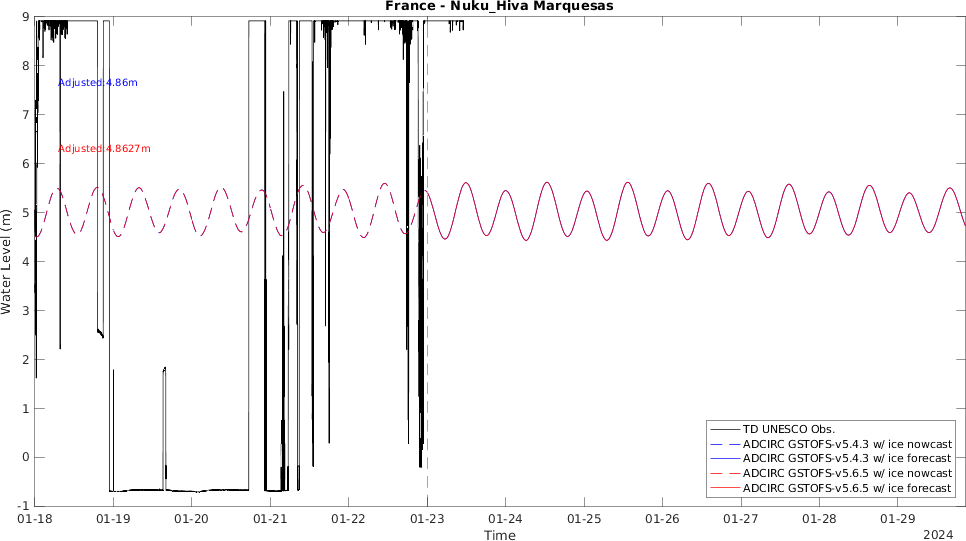 France - Nuku_Hiva Marquesas
9
8
7
6
5
4
3
2
1
0
-1
Water Level (m)
Adjusted:4.86m
Adjusted:4.8627m
TD UNESCO Obs.
ADCIRC GSTOFS-v5.4.3 w/ ice nowcast
ADCIRC GSTOFS-v5.4.3 w/ ice forecast
ADCIRC GSTOFS-v5.6.5 w/ ice nowcast
ADCIRC GSTOFS-v5.6.5 w/ ice forecast
01-18 01-19 01-20 01-21 01-22 01-23 01-24 01-25 01-26 01-27 01-28 01-29
Time
2024